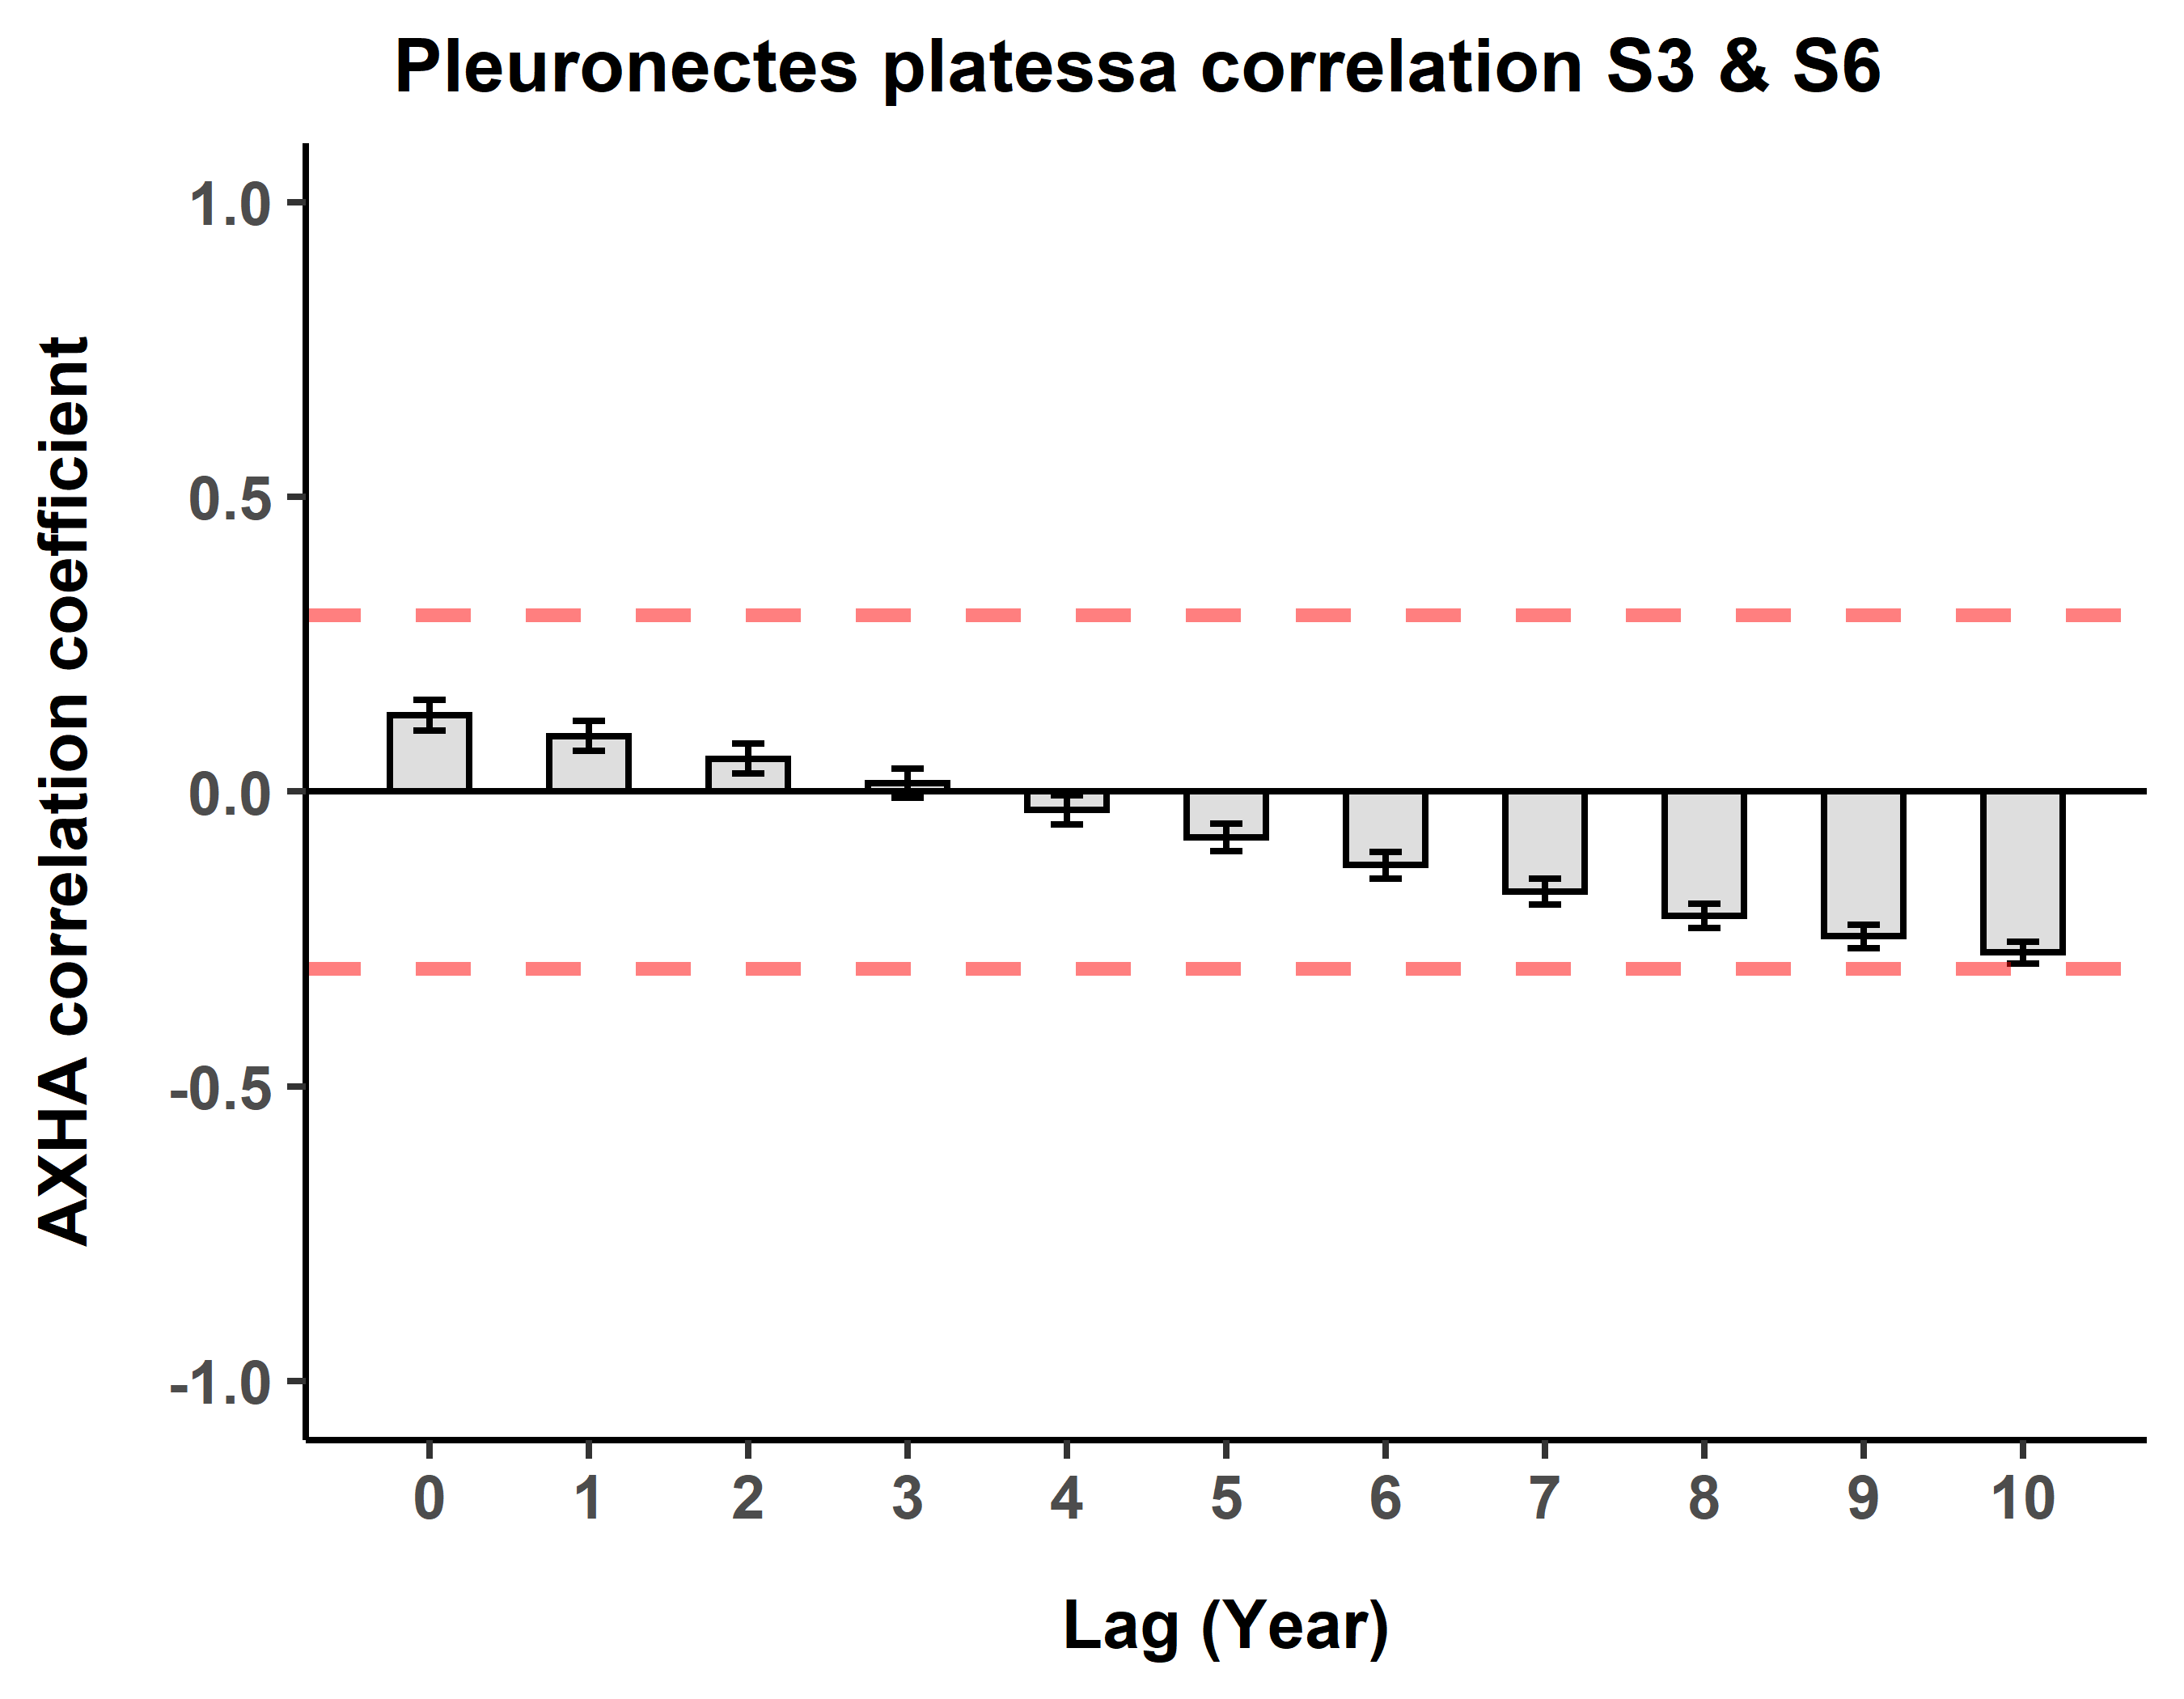 Pleuronectes platessa correlation S3 & S6
AXHA correlation coefficient
1.0
0.5
0.0
-0.5
-1.0
0 1 2 3 4 5 6 7 8 9 10
Lag (Year)